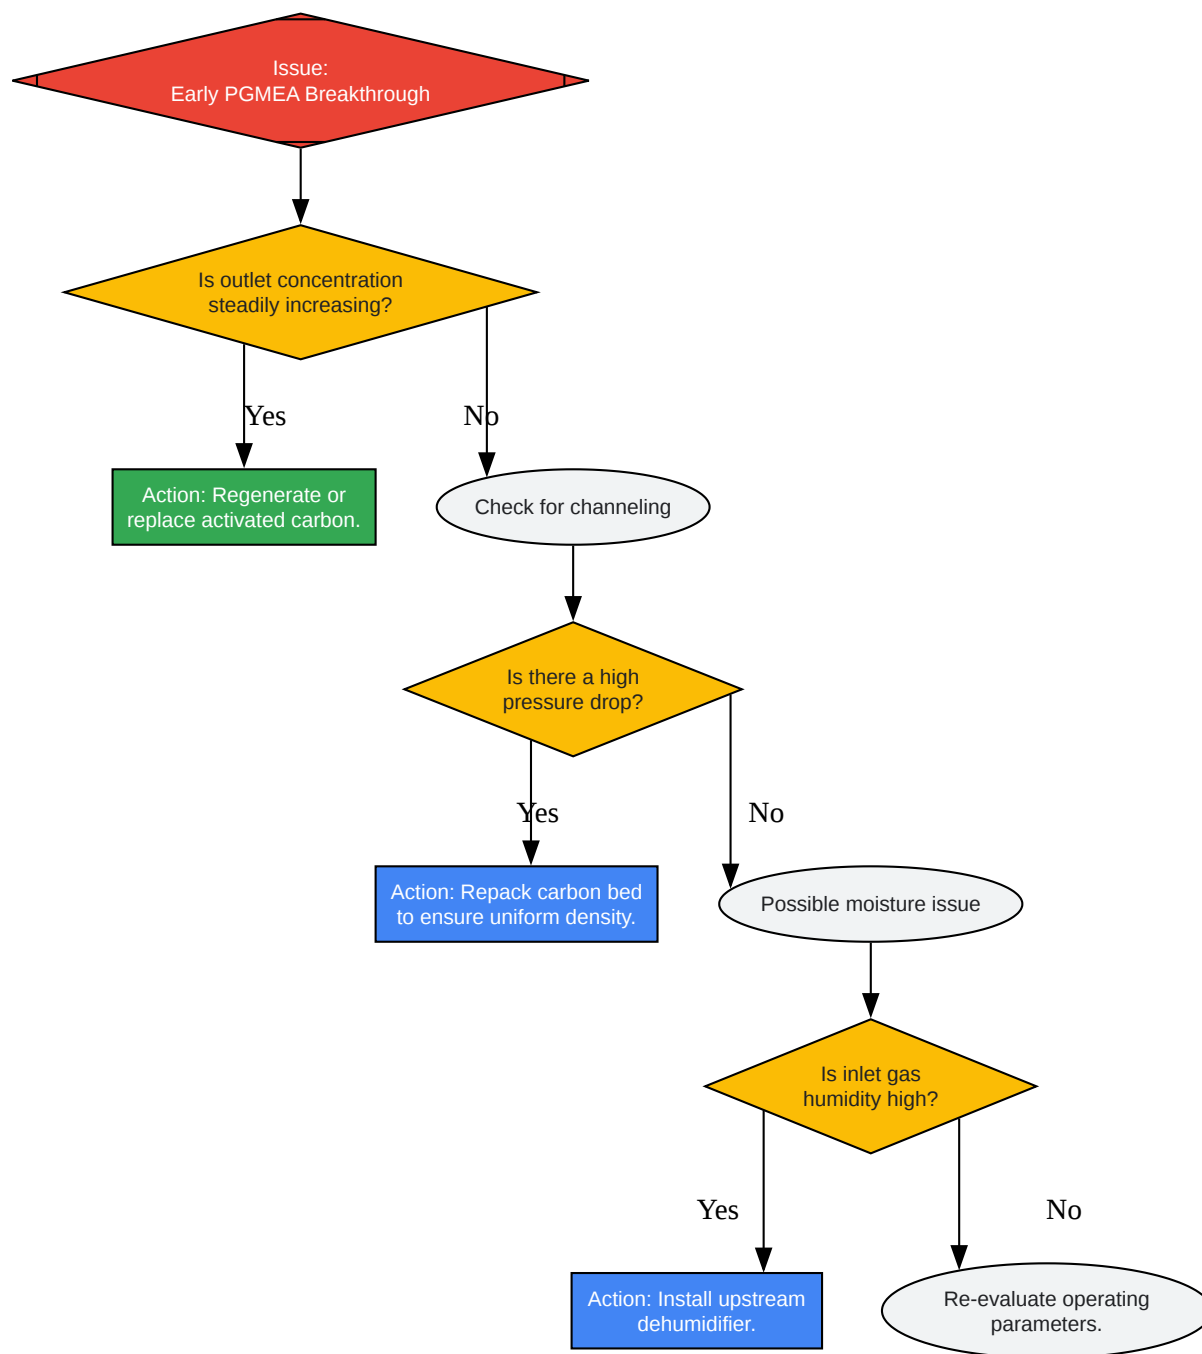 Issue:
Early PGMEA Breakthrough
Is outlet concentration
steadily increasing?
Yes
No
Action: Regenerate or
replace activated carbon.
Check for channeling
Is there a high
pressure drop?
Yes
No
Action: Repack carbon bed
to ensure uniform density.
Possible moisture issue
Is inlet gas
humidity high?
Yes
No
Action: Install upstream
dehumidifier.
Re-evaluate operating
parameters.